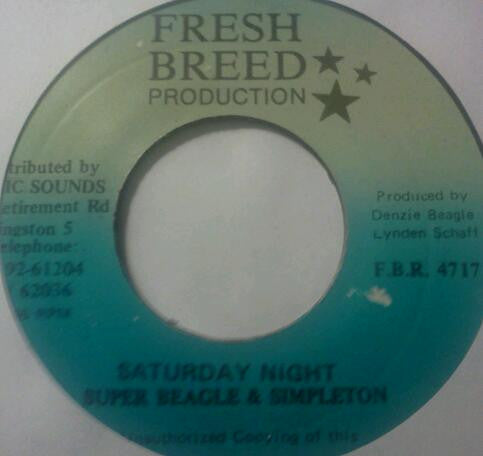 FRESH
BREED
PRODUCTION
tributed by
IC SOUNDS
etirement Rd
ingston 5
elephone:
92-61204
62036
Produced by
Denzie Beagle
Lynden Schaft
F.B.R. 4717
SATURDAY NIGHT
SUPER BEAGLE & SIMPLETON
Unauthorized Copying of this